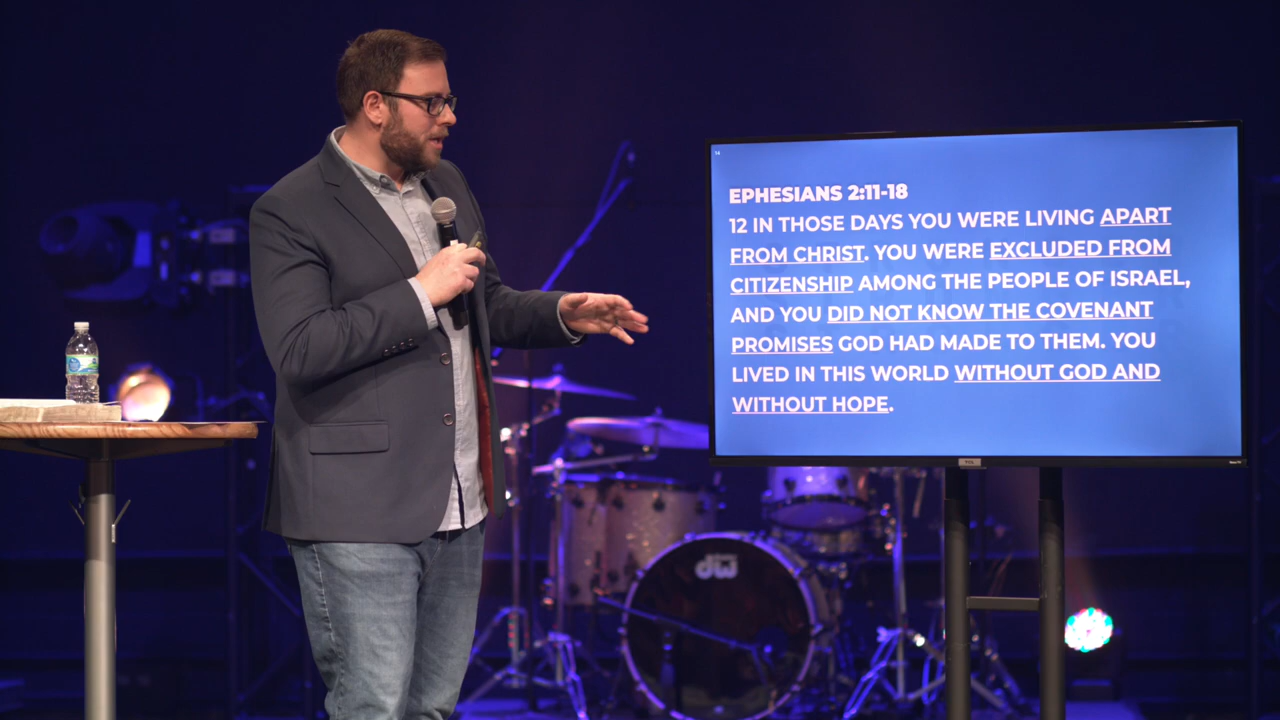 EPHESIANS 2:11-18
12 IN THOSE DAYS YOU WERE LIVING APART
FROM CHRIST. YOU WERE EXCLUDED FROM
CITIZENSHIP AMONG THE PEOPLE OF ISRAEL,
AND YOU DID NOT KNOW THE COVENANT
PROMISES GOD HAD MADE TO THEM. YOU
LIVED IN THIS WORLD WITHOUT GOD AND
WITHOUT HOPE.
TCL
dw